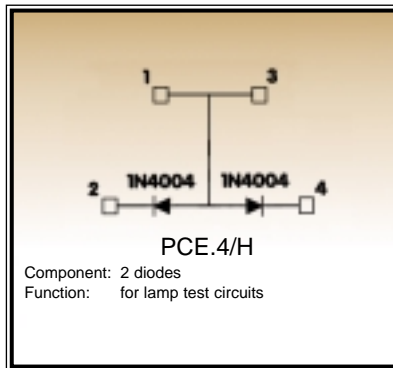 1 3
1N4004 1N4004
2 4
PCE.4/H
Component: 2 diodes
Function: for lamp test circuits